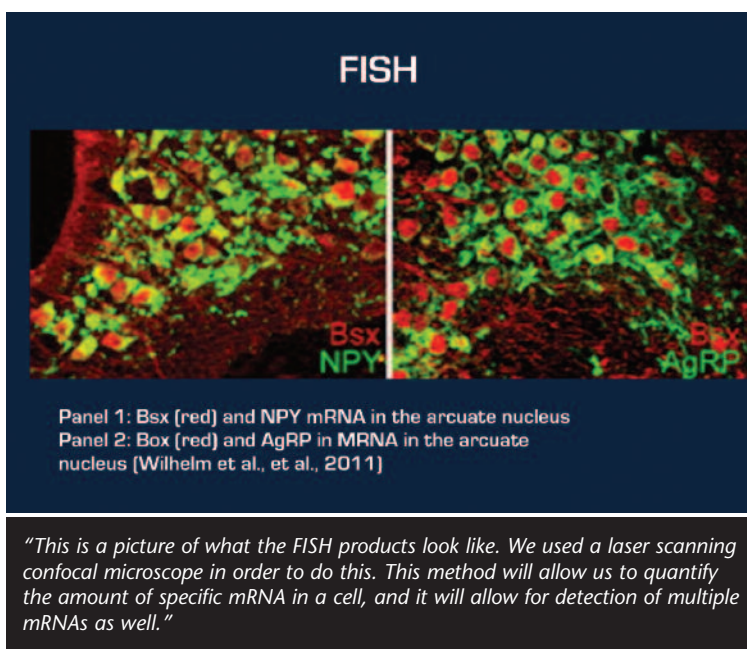 FISH
Bsx
NPY
Bsx
AgRP
Panel 1: Bsx (red) and NPY mRNA in the arcuate nucleus
Panel 2: Box (red) and AgRP in MRNA in the arcuate
nucleus (Wilhelm et al., et al., 2011)
“This is a picture of what the FISH products look like. We used a laser scanning
confocal microscope in order to do this. This method will allow us to quantify
the amount of specific mRNA in a cell, and it will allow for detection of multiple
mRNAs as well.”